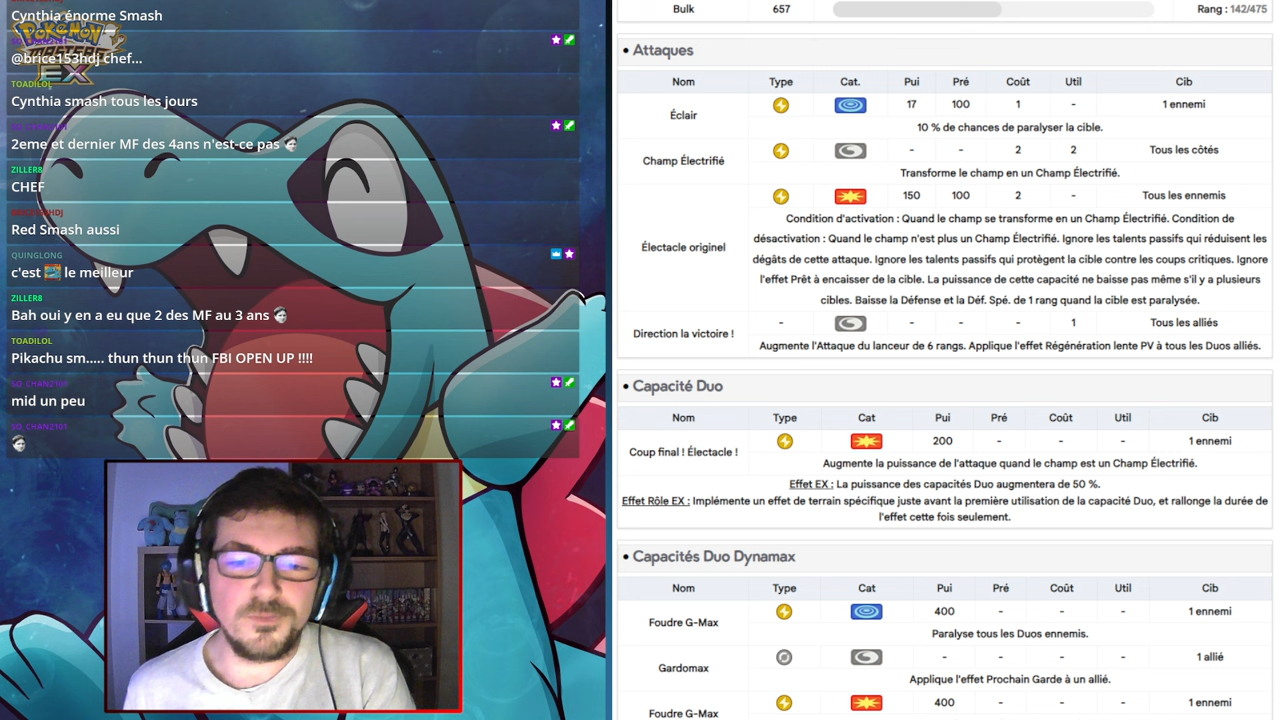 Cynthia énorme Smash
Pokémon
MASTERS
EX
SO_CHAN2101
@brice153hdj chef...
TOADILOL
Cynthia smash tous les jours
2eme et dernier MF des 4ans n'est-ce pas
ZILLER8
CHEF
Red Smash aussi
QUINGLONG
c'est le meilleur
ZILLER8
Bah oui y en a eu que 2 des MF au 3 ans
TOADILOL
Pikachu sm..... thun thun thun FBI OPEN UP !!!!
SO_CHAN2101
mid un peu
SO_CHAN2101
Bulk 657 Rang : 142/475
• Attaques
Nom Type Cat. Pui Pré Coût Util Cib
Éclair 17 100 1 - 1 ennemi
10 % de chances de paralyser la cible.
Champ Électrifié - - 2 2 Tous les côtés
Transforme le champ en un Champ Électrifié.
Électacle originel 150 100 2 - Tous les ennemis
Condition d'activation : Quand le champ se transforme en un Champ Électrifié. Condition de
désactivation : Quand le champ n'est plus un Champ Électrifié. Ignore les talents passifs qui réduisent les
dégâts de cette attaque. Ignore les talents passifs qui protègent la cible contre les coups critiques. Ignore
l'effet Prêt à encaisser de la cible. La puissance de cette capacité ne baisse pas même s'il y a plusieurs
cibles. Baisse la Défense et la Déf. Spé. de 1 rang quand la cible est paralysée.
Direction la victoire ! - - - - 1 Tous les alliés
Augmente l'Attaque du lanceur de 6 rangs. Applique l'effet Régénération lente PV à tous les Duos alliés.
• Capacité Duo
Nom Type Cat Pui Pré Coût Util Cib
Coup final ! Électacle ! 200 - - - 1 ennemi
Augmente la puissance de l'attaque quand le champ est un Champ Électrifié.
Effet EX : La puissance des capacités Duo augmentera de 50 %.
Effet Rôle EX : Implémente un effet de terrain spécifique juste avant la première utilisation de la capacité Duo, et rallonge la durée de
l'effet cette fois seulement.
• Capacités Duo Dynamax
Nom Type Cat Pui Pré Coût Util Cib
Foudre G-Max 400 - - - 1 ennemi
Paralyse tous les Duos ennemis.
Gardomax - - - - 1 allié
Applique l'effet Prochain Garde à un allié.
Foudre G-Max 400 - - - 1 ennemi